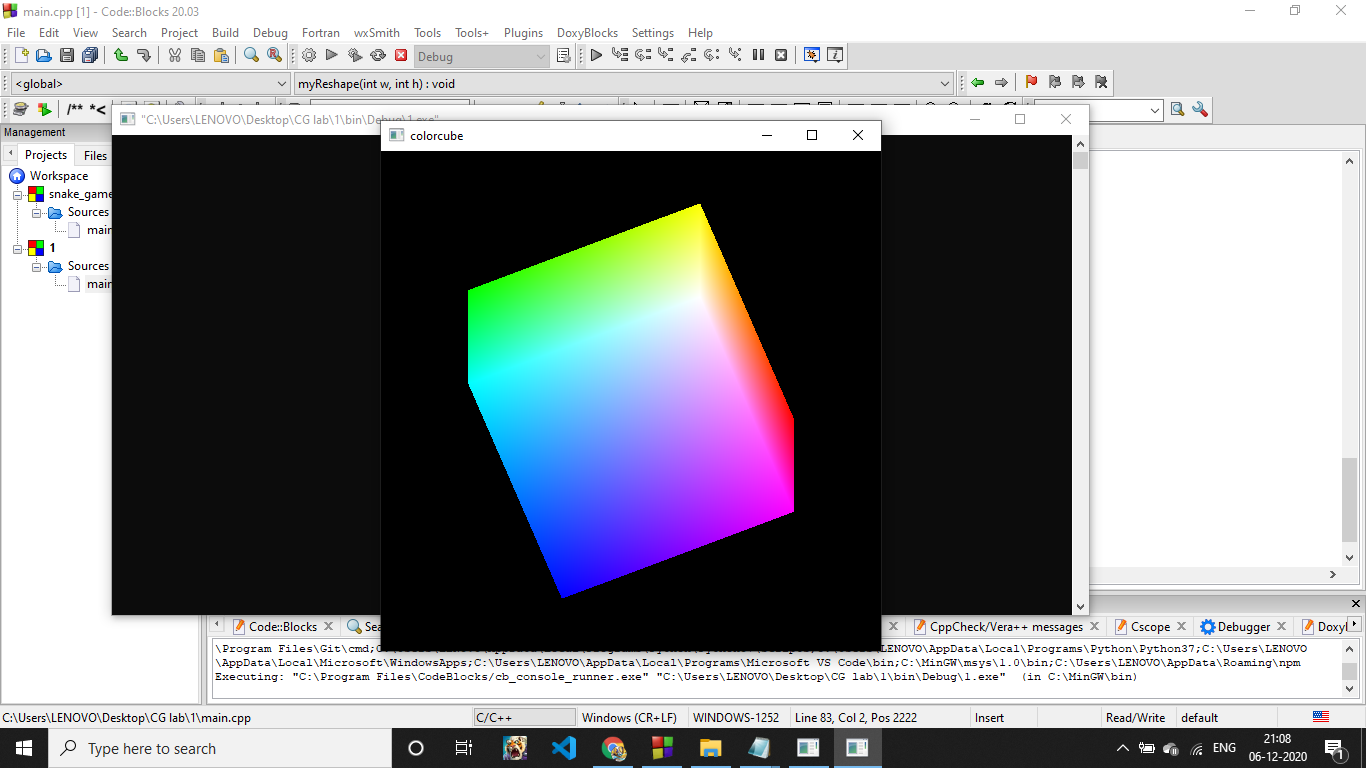 main.cpp [1] - Code::Blocks 20.03
File Edit View Search Project Build Debug Fortran wxSmith Tools Tools+ Plugins DoxyBlocks Settings Help
Debug
<global> myReshape(int w, int h) : void
/** *<
Management
"C:\Users\LENOVO\Desktop\CG lab\1\bin\Debug\1.exe"
colorcube
Projects Files
Workspace
snake_game
Sources
main
1
Sources
main
Code::Blocks Sea CppCheck/Vera++ messages Cscope Debugger Doxyl
\Program Files\Git\cmd; \AppData\Local\Programs\Python\Python37;C:\Users\LENOVO
\AppData\Local\Microsoft\WindowsApps;C:\Users\LENOVO\AppData\Local\Programs\Microsoft VS Code\bin;C:\MinGW\msys\1.0\bin;C:\Users\LENOVO\AppData\Roaming\npm
Executing: "C:\Program Files\CodeBlocks/cb_console_runner.exe" "C:\Users\LENOVO\Desktop\CG lab\1\bin\Debug\1.exe" (in C:\MinGW\bin)
C:\Users\LENOVO\Desktop\CG lab\1\main.cpp C/C++ Windows (CR+LF) WINDOWS-1252 Line 83, Col 2, Pos 2222 Insert Read/Write default
Type here to search
ENG
21:08
06-12-2020
1